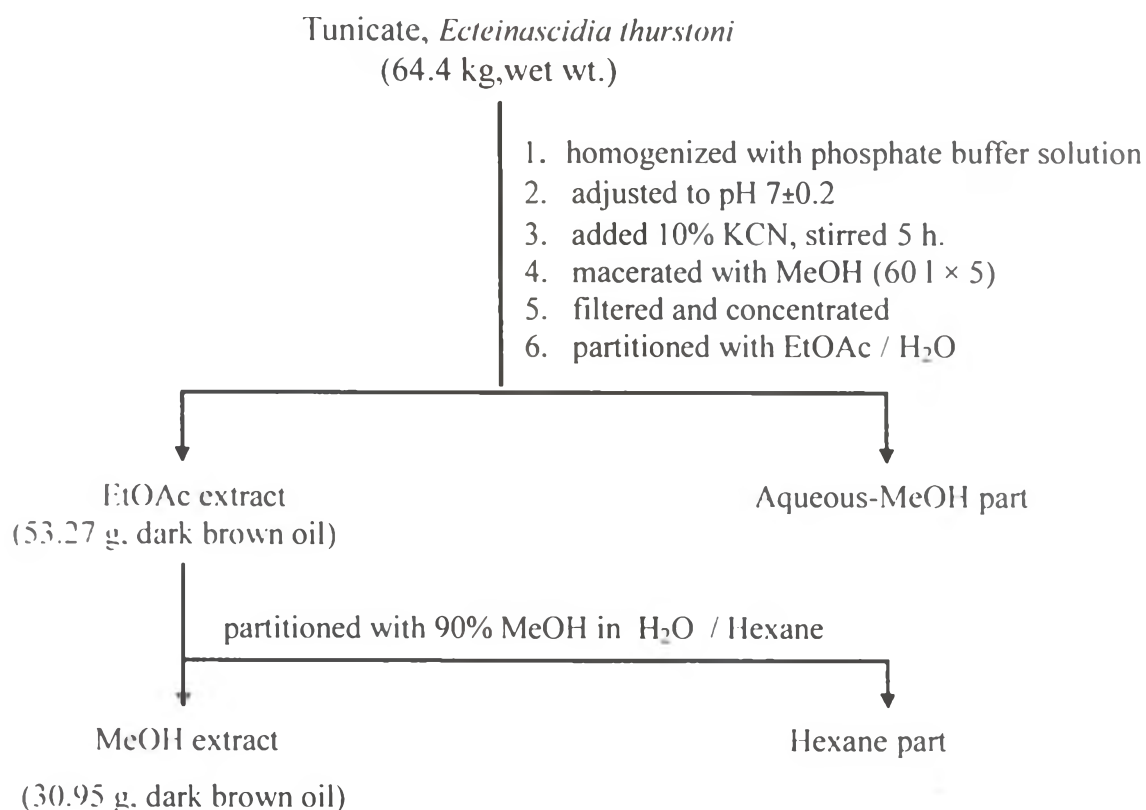 Tunicate, Ecteinascidia thurstoni
(64.4 kg,wet wt.)
1. homogenized with phosphate buffer solution
2. adjusted to pH 7±0.2
3. added 10% KCN, stirred 5 h.
4. macerated with MeOH (60 l × 5)
5. filtered and concentrated
6. partitioned with EtOAc / H₂O
EtOAc extract
Aqueous-MeOH part
(53.27 g, dark brown oil)
partitioned with 90% MeOH in H₂O / Hexane
MeOH extract
Hexane part
(30.95 g, dark brown oil)